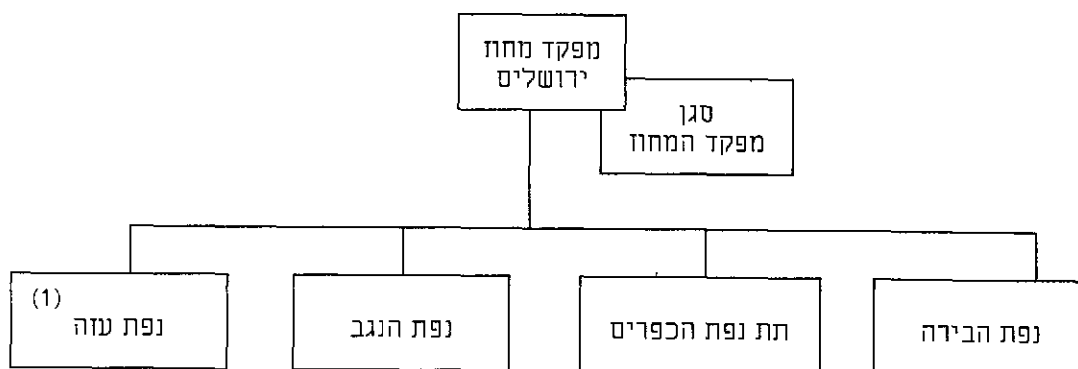 מפקד מחוז
ירושלים
סגן
מפקד המחוז
נפת הבירה
תת נפת הכפרים
נפת הנגב
(1)
נפת עזה